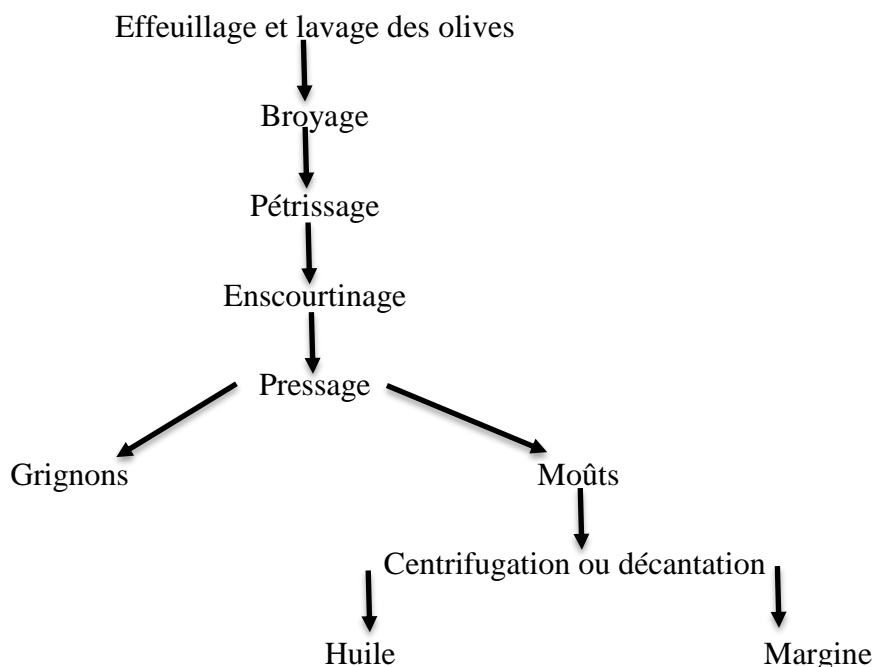 Effeuillage et lavage des olives
Broyage
Pétrissage
Enscourtinage
Pressage
Grignons
Moûts
Centrifugation ou décantation
Huile
Margine